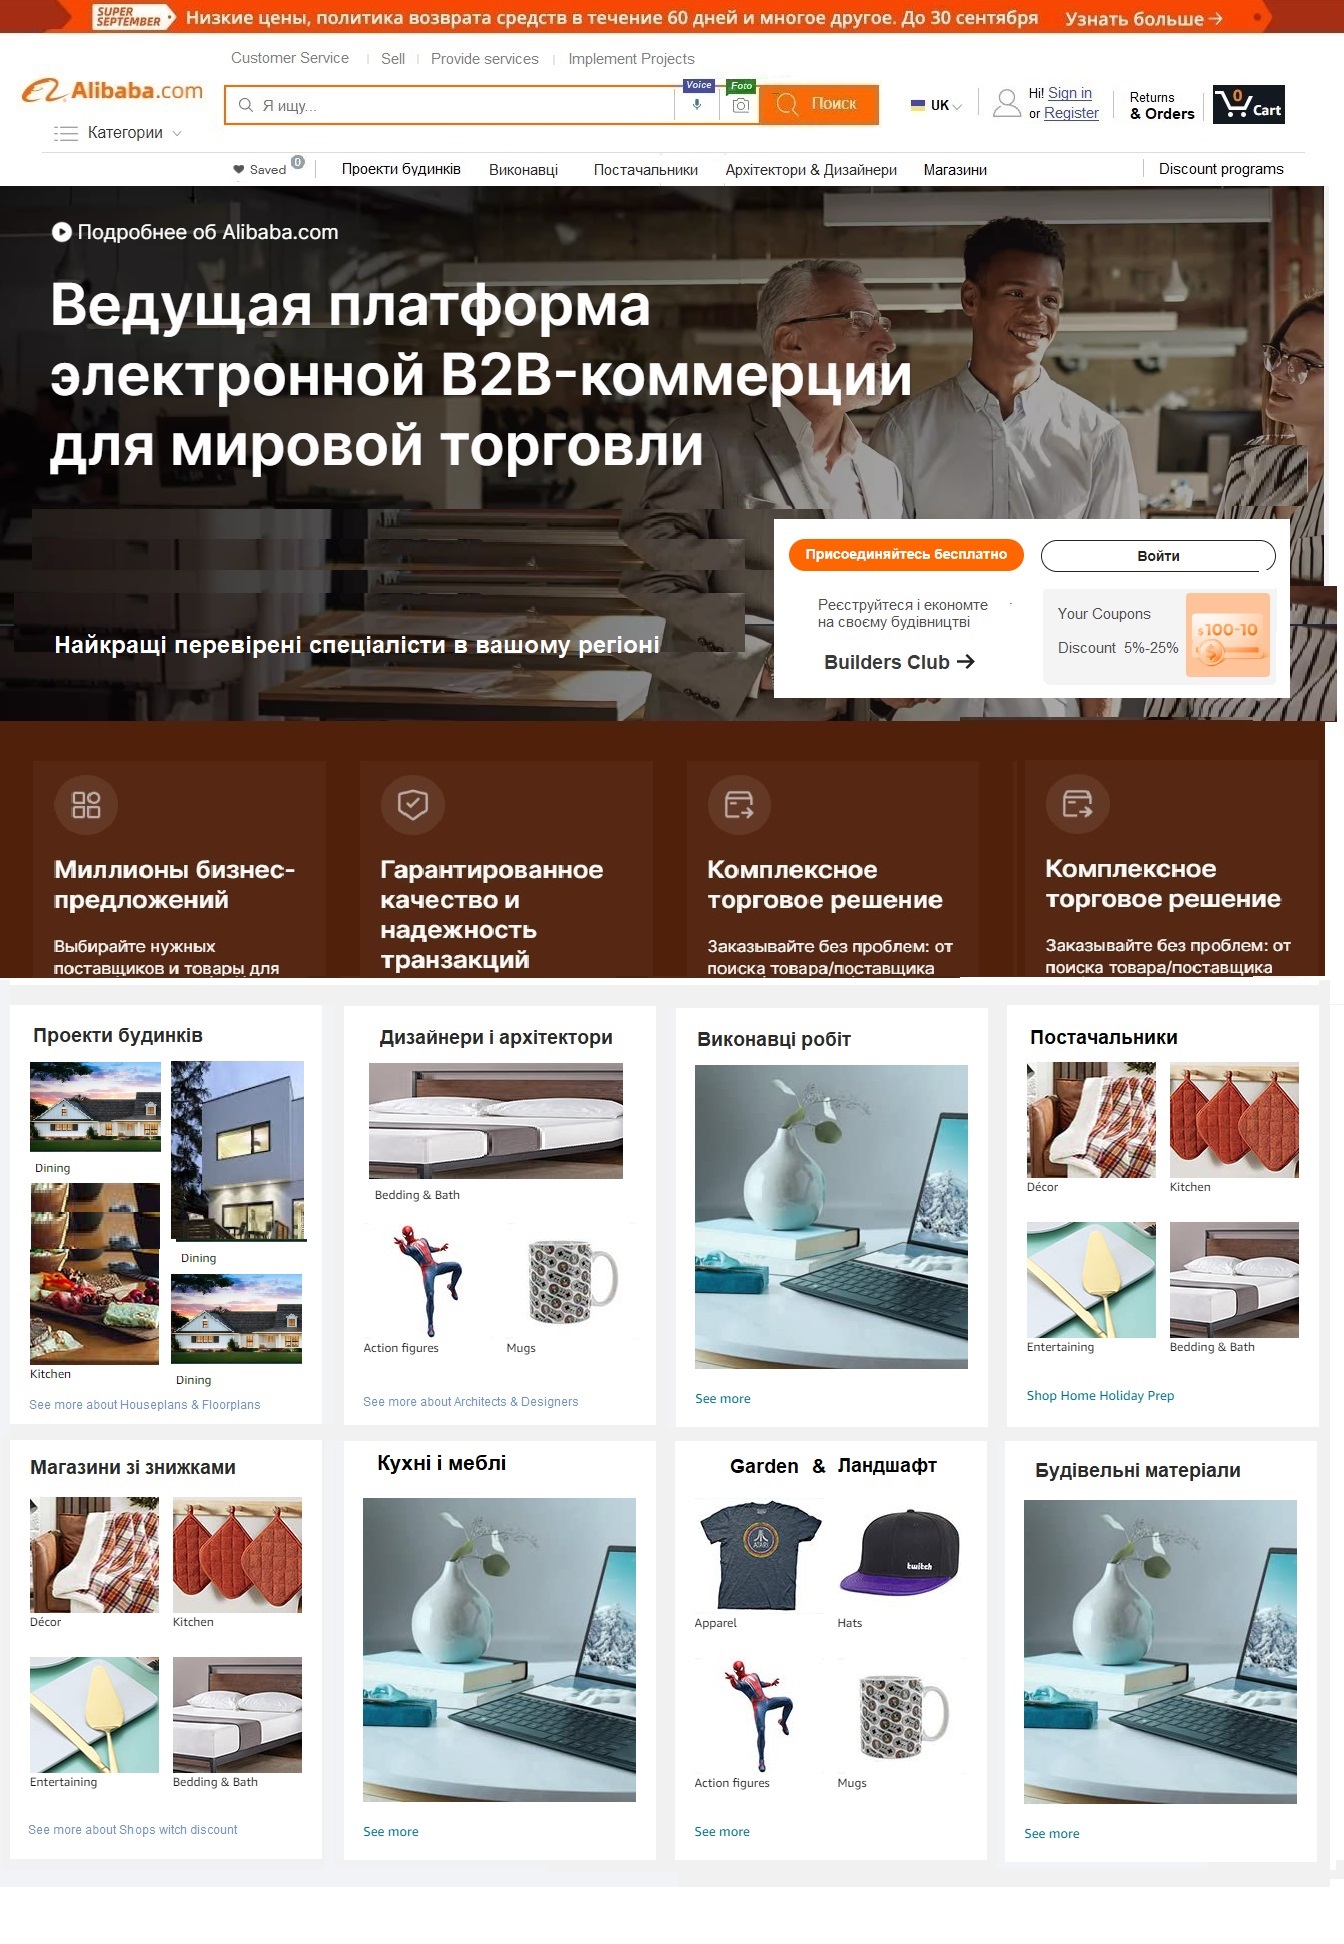 SUPER SEPTEMBER Низкие цены, политика возврата средств в течение 60 дней и многое другое. До 30 сентября Узнать больше →
Customer Service | Sell | Provide services | Implement Projects
Alibaba.com
Voice Foto
Я ищу...
Поиск
UK
Hi! Sign in
or Register
Returns
& Orders
0 Cart
Категории
Saved 0
Проекти будинків Виконавці Постачальники Архітектори & Дизайнери Магазини
Discount programs
Подробнее об Alibaba.com
Ведущая платформа
электронной B2B-коммерции
для мировой торговли
Найкращі перевірені спеціалісти в вашому регіоні
Присоединяйтесь бесплатно
Войти
Реєструйтеся і економте
на своєму будівництві
Builders Club →
Your Coupons
Discount 5%-25%
$100-10
Миллионы бизнес-
предложений
Выбирайте нужных
поставщиков и товары для
Гарантированное
качество и
надежность
транзакций
Комплексное
торговое решение
Заказывайте без проблем: от
поиска товара/поставщика
Комплексное
торговое решение
Заказывайте без проблем: от
поиска товара/поставщика
Проекти будинків
Dining
Dining
Kitchen
Dining
See more about Houseplans & Floorplans
Дизайнери і архітектори
Bedding & Bath
Action figures
Mugs
See more about Architects & Designers
Виконавці робіт
See more
Постачальники
Décor
Kitchen
Entertaining
Bedding & Bath
Shop Home Holiday Prep
Магазини зі знижками
Décor
Kitchen
Entertaining
Bedding & Bath
See more about Shops witch discount
Кухні і меблі
See more
Garden & Ландшафт
ATARI
twitch
Apparel
Hats
Action figures
Mugs
See more
Будівельні матеріали
See more